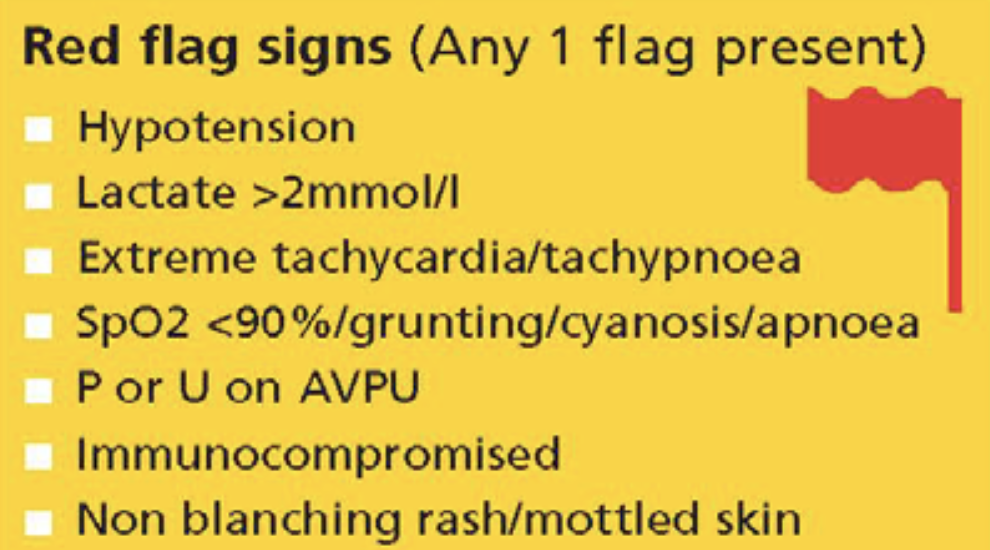 Red flag signs (Any 1 flag present)
Hypotension
Lactate >2mmol/l
Extreme tachycardia/tachypnoea
SpO2 <90%/grunting/cyanosis/apnoea
P or U on AVPU
Immunocompromised
Non blanching rash/mottled skin